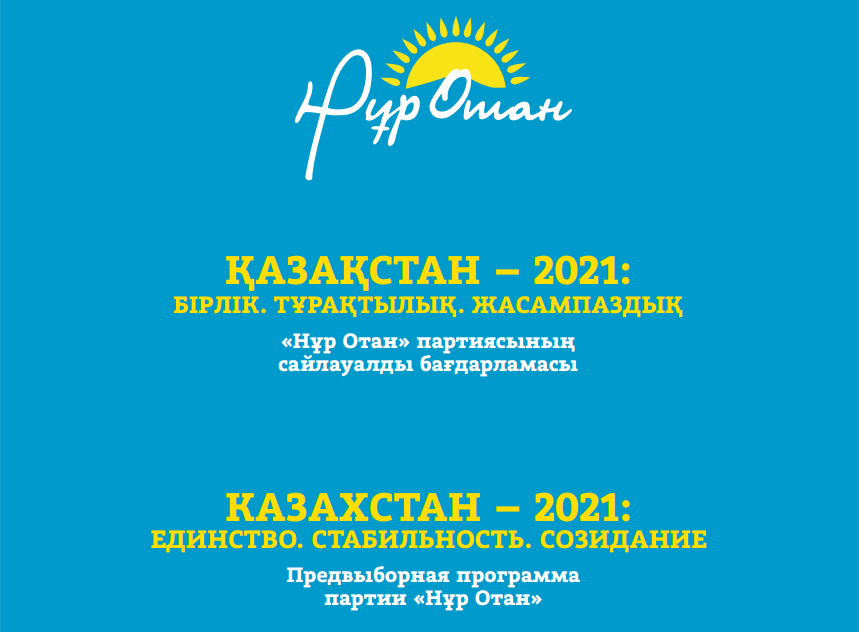 Нұр Отан
ҚАЗАҚСТАН – 2021:
БІРЛІК. ТҰРАҚТЫЛЫҚ. ЖАСАМПАЗДЫҚ
«Нұр Отан» партиясының
сайлауалды бағдарламасы
КАЗАХСТАН – 2021:
ЕДИНСТВО. СТАБИЛЬНОСТЬ. СОЗИДАНИЕ
Предвыборная программа
партии «Нұр Отан»